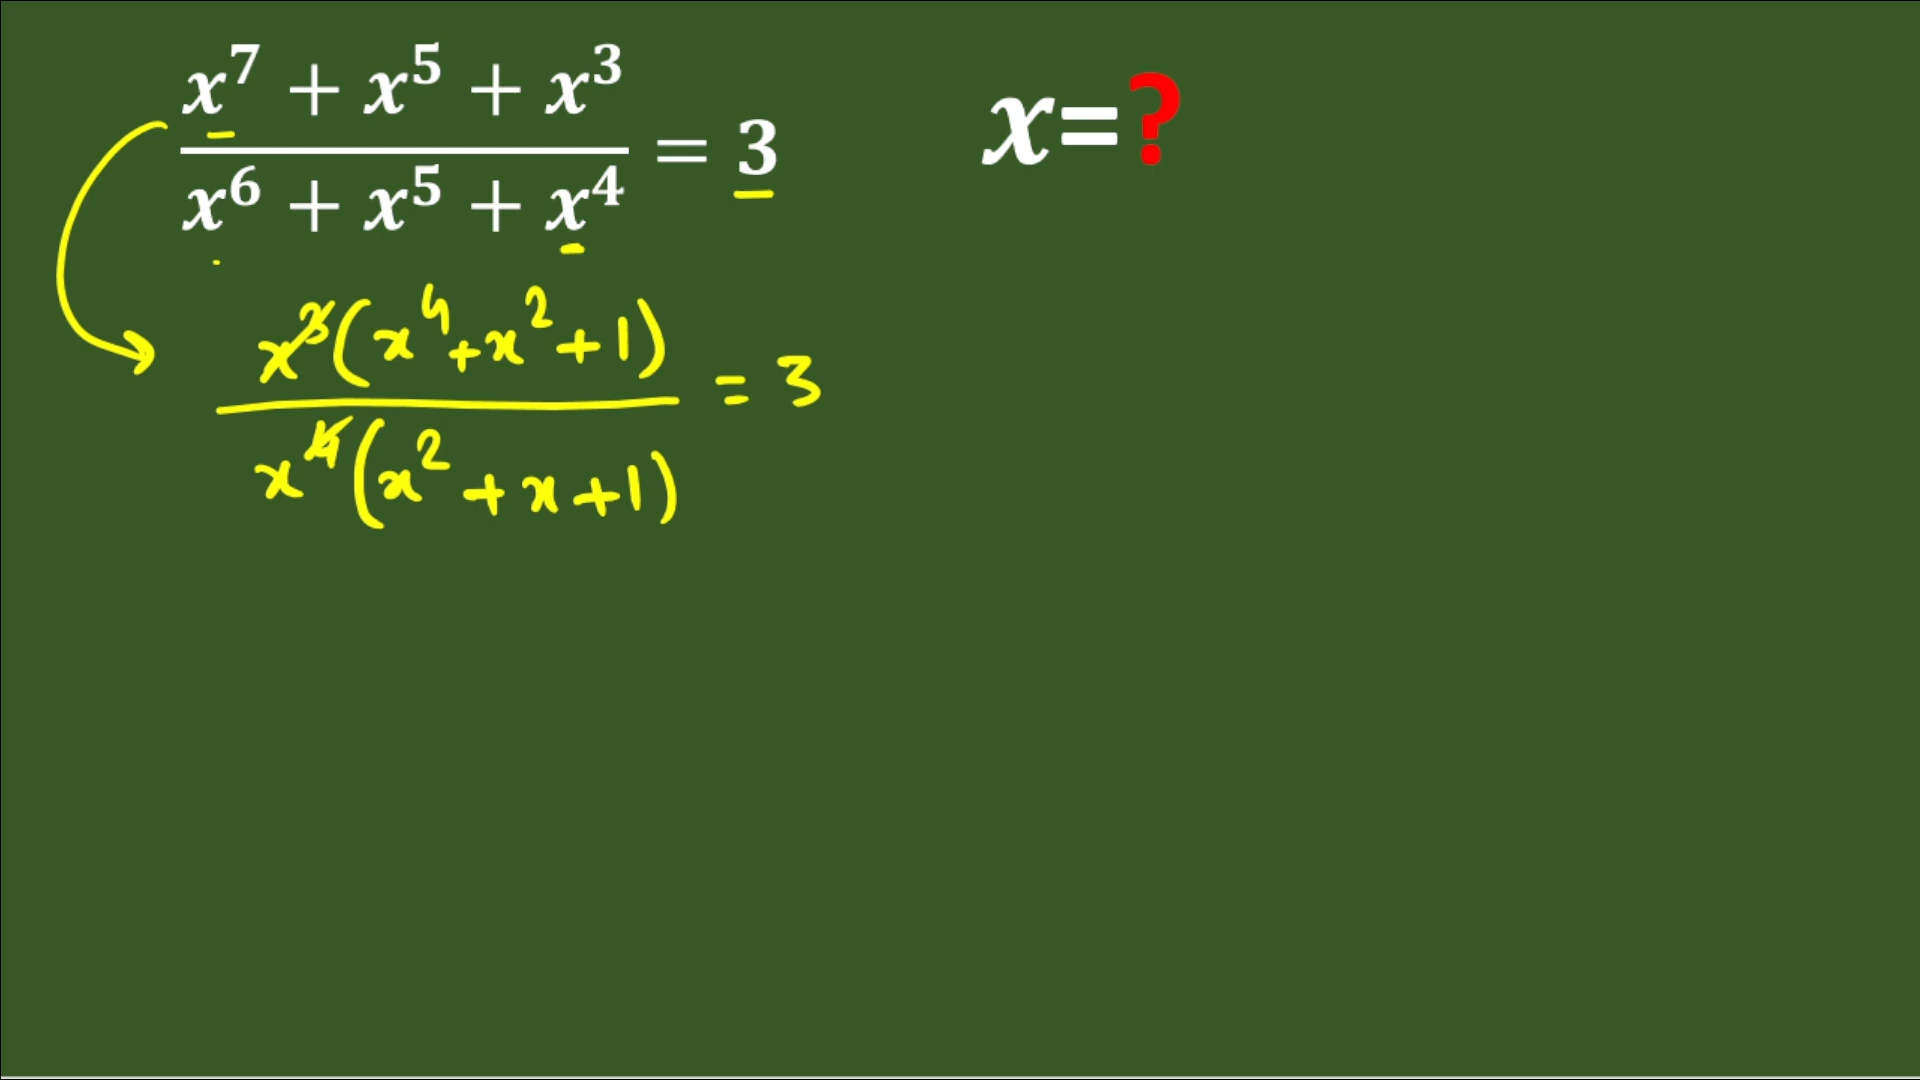 x⁷ + x⁵ + x³
x⁶ + x⁵ + x⁴
= 3
x=?
x³(x⁴+x²+1)
x⁴(x²+x+1)
= 3